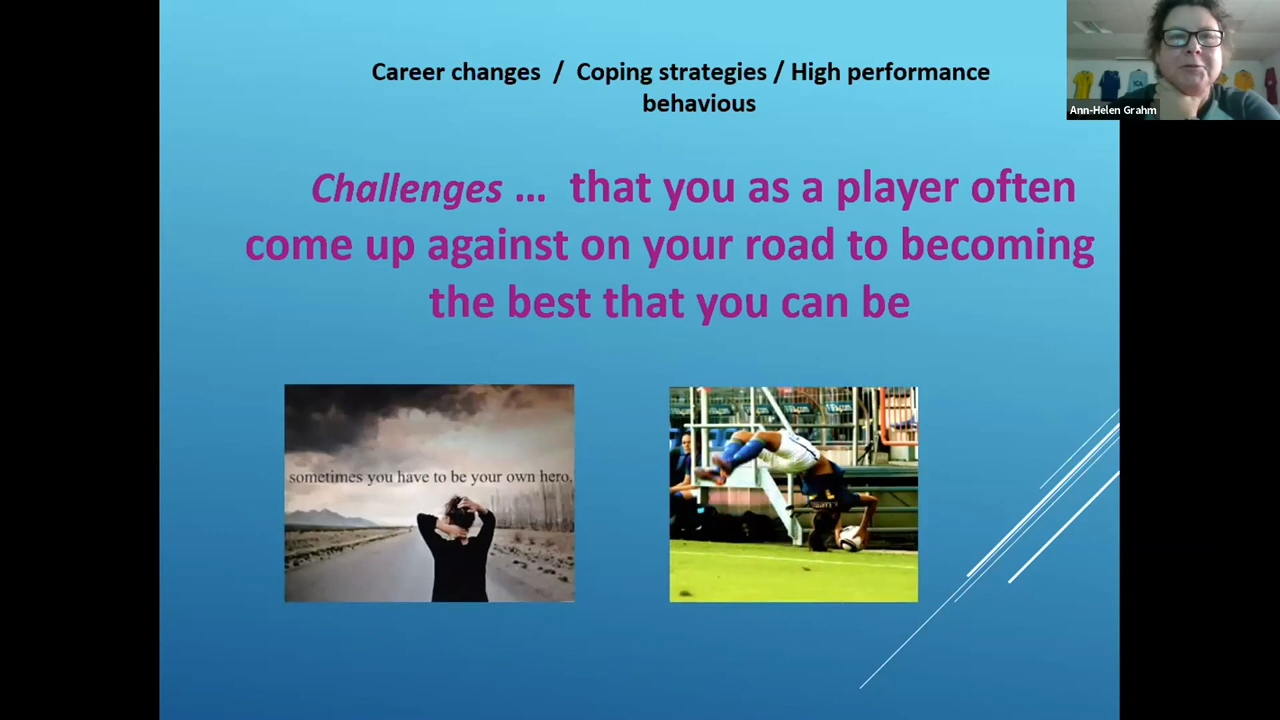 Career changes / Coping strategies / High performance
behavious
Ann-Helen Grahm
Challenges ... that you as a player often
come up against on your road to becoming
the best that you can be
sometimes you have to be your own hero.